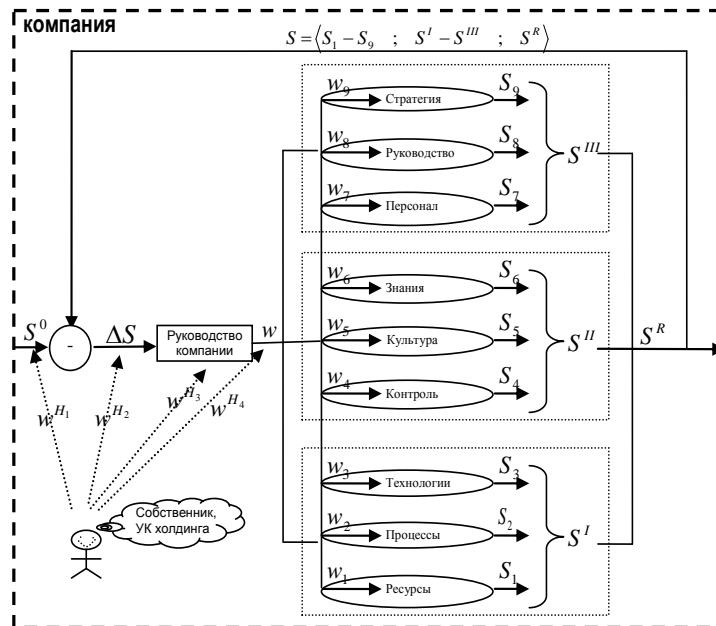 компания
S = ⟨S₁ − S₉ ; Sᴵ − Sᴵᴵᴵ ; Sᴿ⟩
w₉ Стратегия S₉
w₈ Руководство S₈
Sᴵᴵᴵ
w₇ Персонал S₇
w₆ Знания S₆
S⁰ - ΔS Руководство компании w
w₅ Культура S₅
Sᴵᴵ
Sᴿ
w₄ Контроль S₄
w^{H₁} w^{H₂} w^{H₃} w^{H₄}
w₃ Технологии S₃
Собственник,
УК холдинга
w₂ Процессы S₂
Sᴵ
w₁ Ресурсы S₁